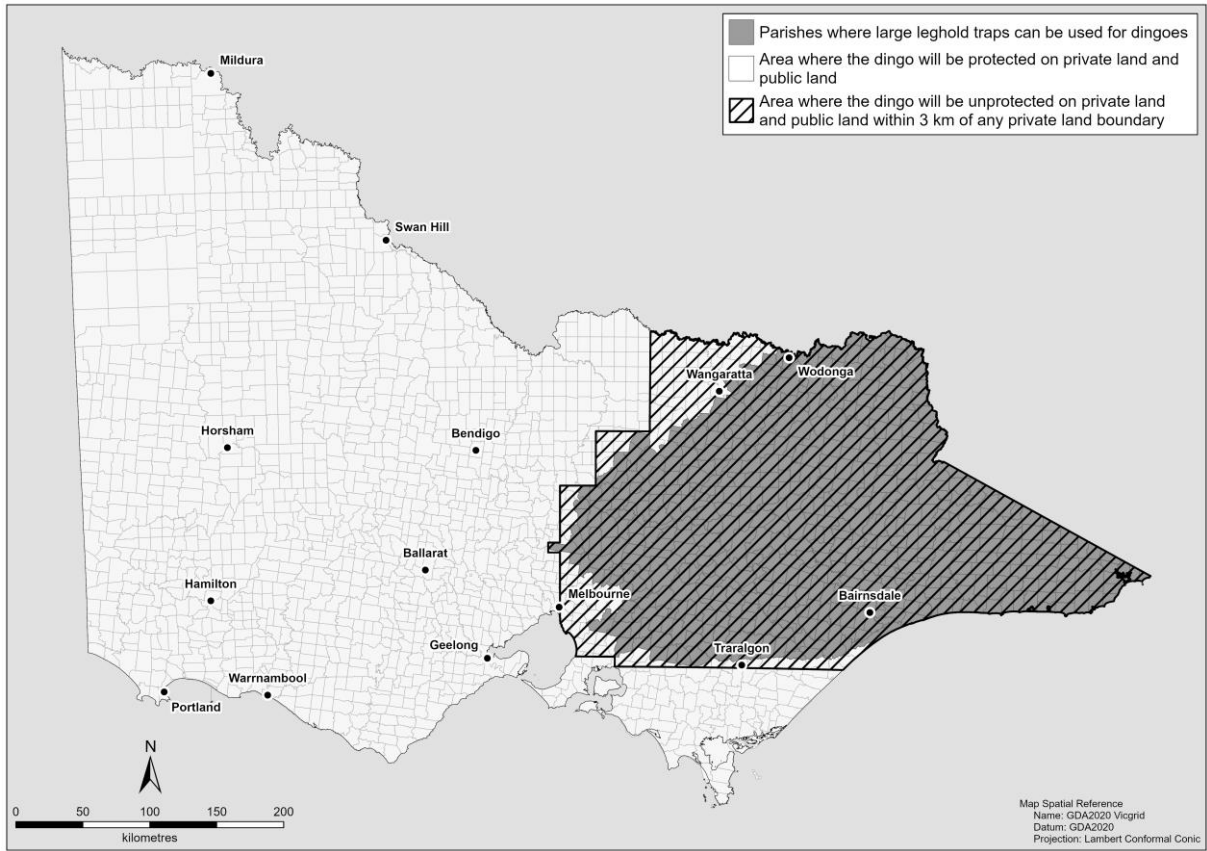 Parishes where large leghold traps can be used for dingoes
Area where the dingo will be protected on private land and
public land
Area where the dingo will be unprotected on private land
and public land within 3 km of any private land boundary
Mildura
Swan Hill
Wodonga
Wangaratta
Horsham
Bendigo
Ballarat
Hamilton
Melbourne
Bairnsdale
Geelong
Traralgon
Warrnambool
Portland
N
0 50 100 150 200
kilometres
Map Spatial Reference
Name: GDA2020 Vicgrid
Datum: GDA2020
Projection: Lambert Conformal Conic